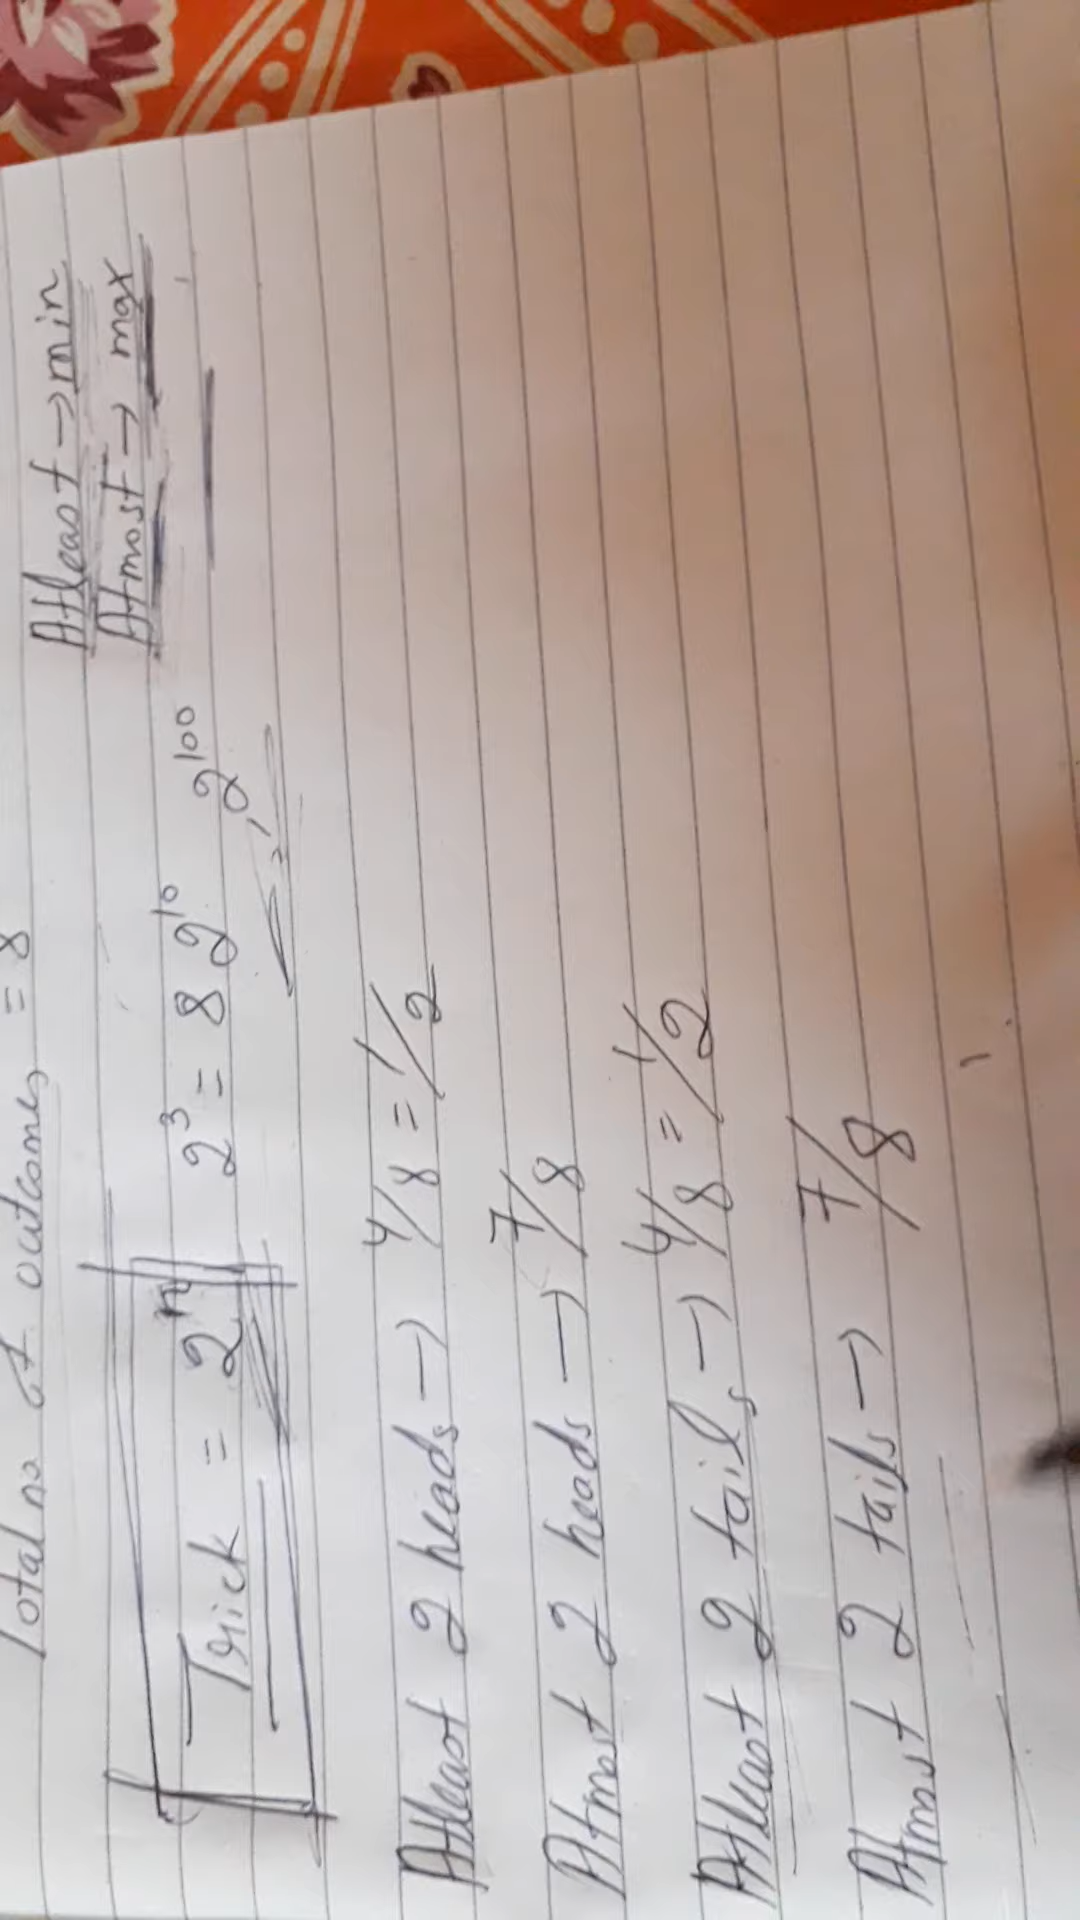 Total no of outcomes = 8
Atleast → min
Atmost → max
Trick = 2ⁿ 2³ = 8 2¹⁰, 2¹⁰⁰
Atleast 2 heads → 4/8 = 1/2
Atmost 2 heads → 7/8
Atleast 2 tails → 4/8 = 1/2
Atmost 2 tails → 7/8